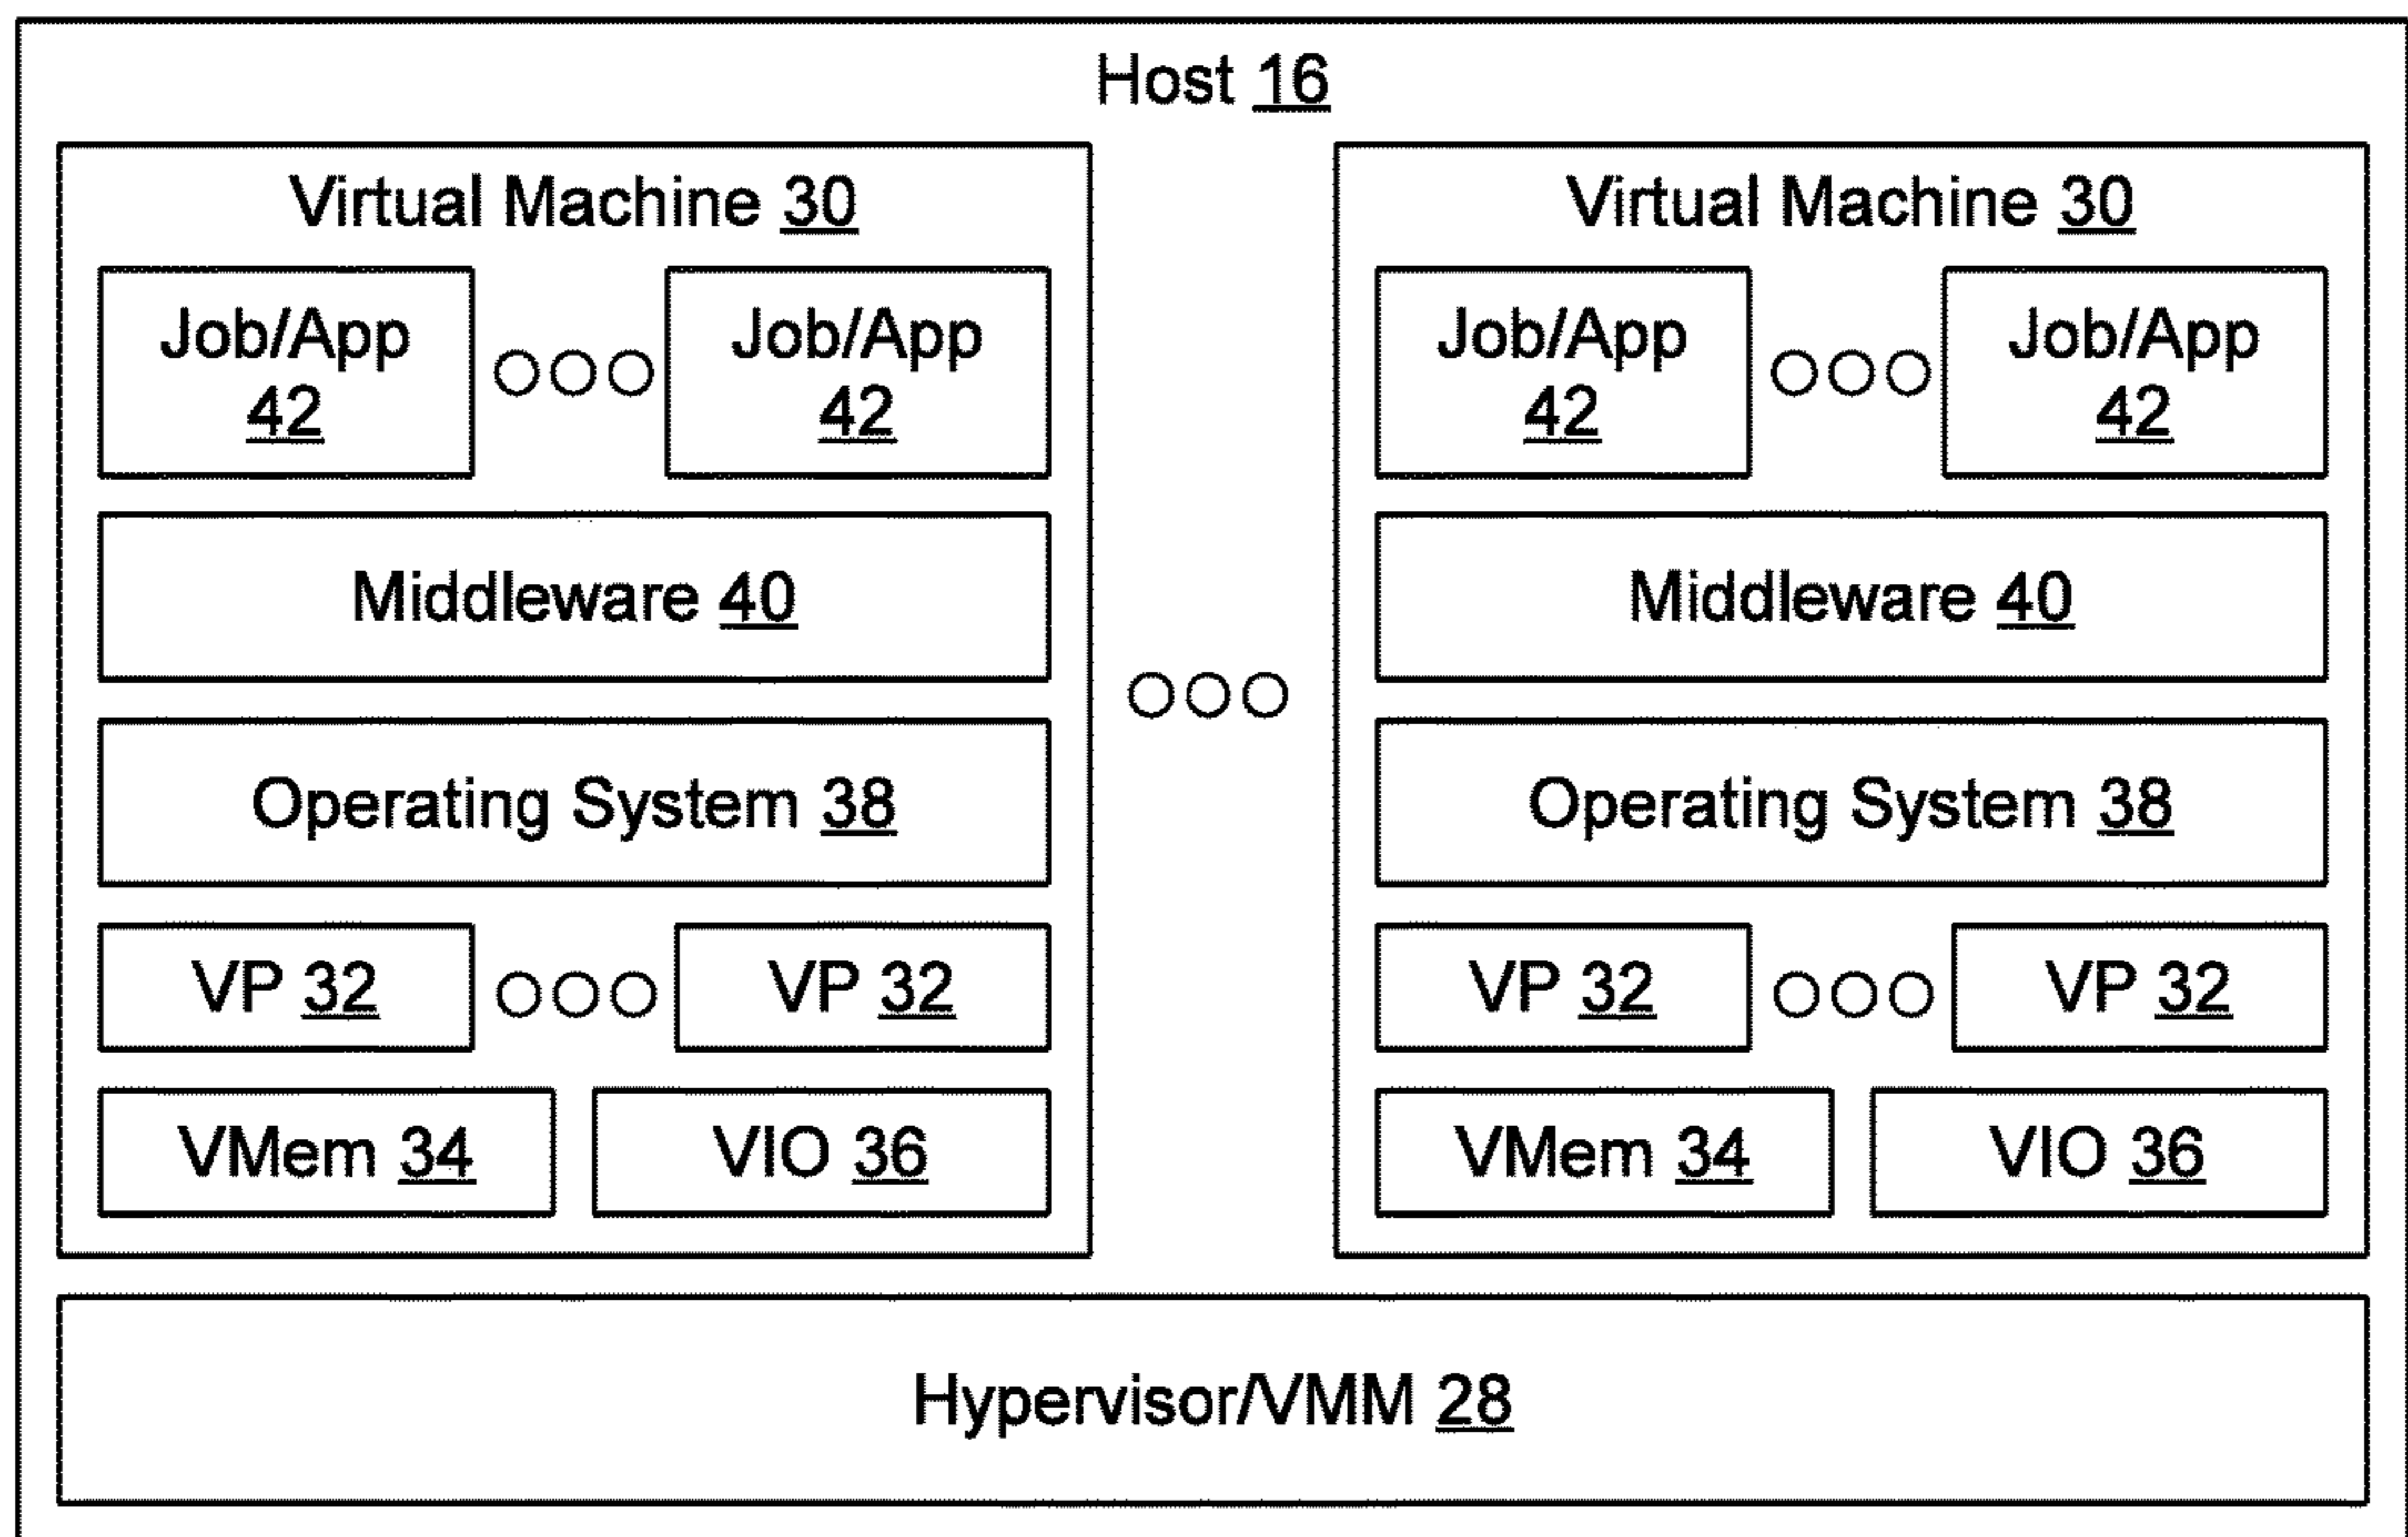 Host 16
Virtual Machine 30
Job/App
42
Job/App
42
Middleware 40
Operating System 38
VP 32
VP 32
VMem 34
VIO 36
Virtual Machine 30
Job/App
42
Job/App
42
Middleware 40
Operating System 38
VP 32
VP 32
VMem 34
VIO 36
Hypervisor/VMM 28